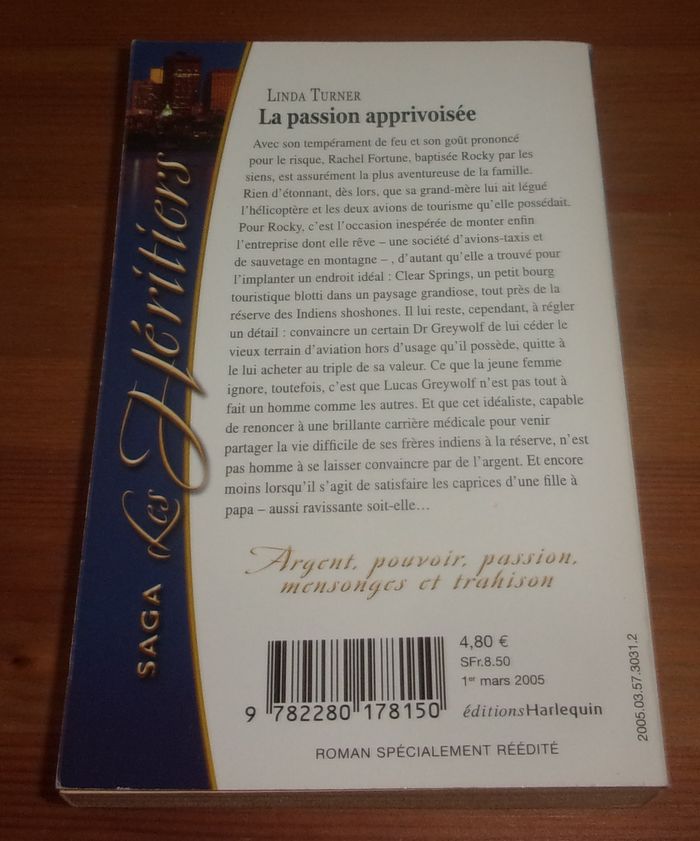 LINDA TURNER
La passion apprivoisée
Avec son tempérament de feu et son goût prononcé
pour le risque, Rachel Fortune, baptisée Rocky par les
siens, est assurément la plus aventureuse de la famille.
Rien d'étonnant, dès lors, que sa grand-mère lui ait légué
l'hélicoptère et les deux avions de tourisme qu'elle possédait.
Pour Rocky, c'est l'occasion inespérée de monter enfin
l'entreprise dont elle rêve – une société d'avions-taxis et
de sauvetage en montagne – , d'autant qu'elle a trouvé pour
l'implanter un endroit idéal : Clear Springs, un petit bourg
touristique blotti dans un paysage grandiose, tout près de la
réserve des Indiens shoshones. Il lui reste, cependant, à régler
un détail : convaincre un certain Dr Greywolf de lui céder le
vieux terrain d'aviation hors d'usage qu'il possède, quitte à
le lui acheter au triple de sa valeur. Ce que la jeune femme
ignore, toutefois, c'est que Lucas Greywolf n'est pas tout à
fait un homme comme les autres. Et que cet idéaliste, capable
de renoncer à une brillante carrière médicale pour venir
partager la vie difficile de ses frères indiens à la réserve, n'est
pas homme à se laisser convaincre par de l'argent. Et encore
moins lorsqu'il s'agit de satisfaire les caprices d'une fille à
papa – aussi ravissante soit-elle…
Argent, pouvoir, passion,
mensonges et trahison
SAGA Les Héritiers
4,80 €
SFr.8.50
1er mars 2005
éditionsHarlequin
9 782280 178150
2005.03.57.3031.2
ROMAN SPÉCIALEMENT RÉÉDITÉ